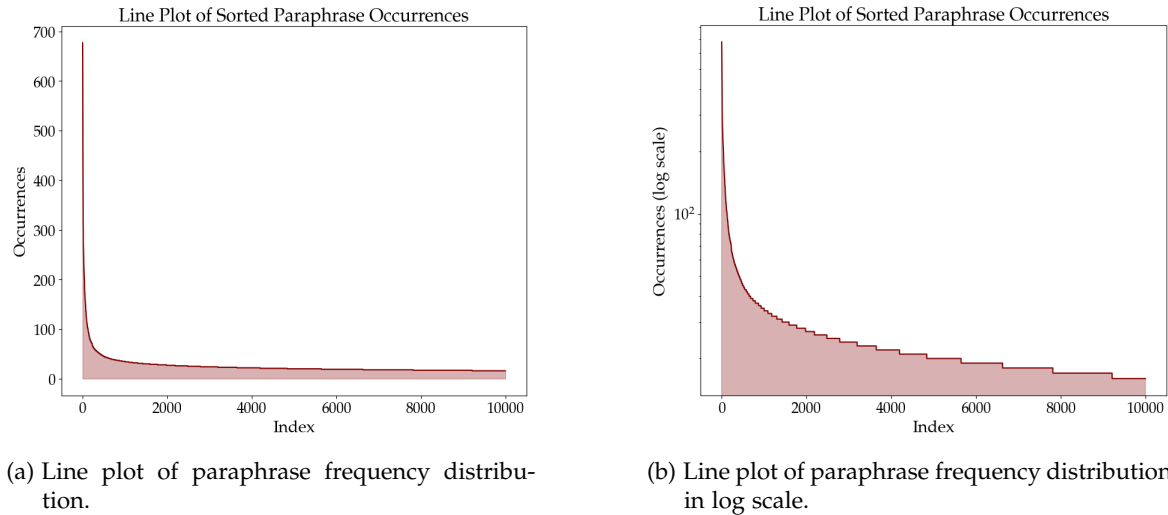 Line Plot of Sorted Paraphrase Occurrences
700
600
500
400
300
200
100
0
Occurrences
0 2000 4000 6000 8000 10000
Index
(a) Line plot of paraphrase frequency distribu-
tion.
Line Plot of Sorted Paraphrase Occurrences
10²
Occurrences (log scale)
0 2000 4000 6000 8000 10000
Index
(b) Line plot of paraphrase frequency distribution
in log scale.